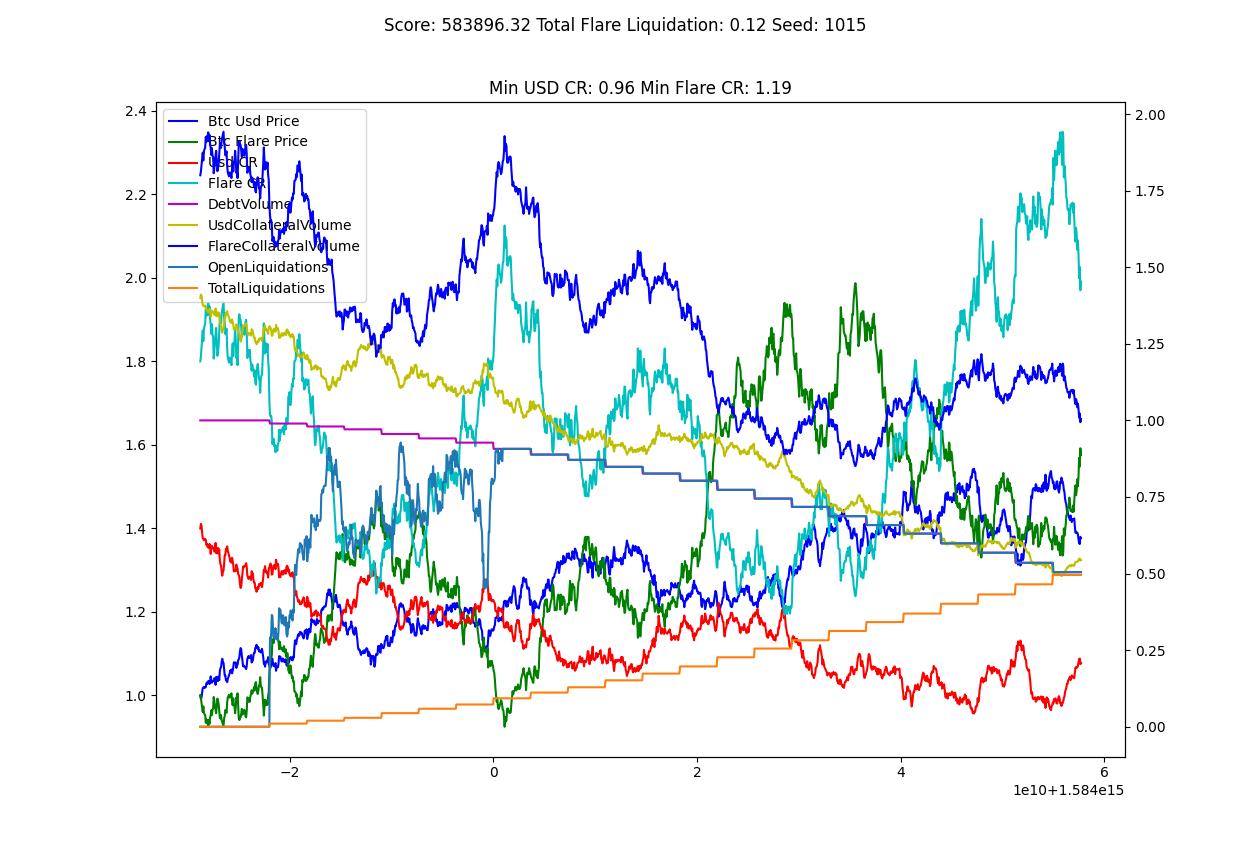 Score: 583896.32 Total Flare Liquidation: 0.12 Seed: 1015
Min USD CR: 0.96 Min Flare CR: 1.19
Btc Usd Price
Btc Flare Price
Usd CR
Flare CR
DebtVolume
UsdCollateralVolume
FlareCollateralVolume
OpenLiquidations
TotalLiquidations
2.4
2.2
2.0
1.8
1.6
1.4
1.2
1.0
2.00
1.75
1.50
1.25
1.00
0.75
0.50
0.25
0.00
−2
0
2
4
6
1e10+1.584e15